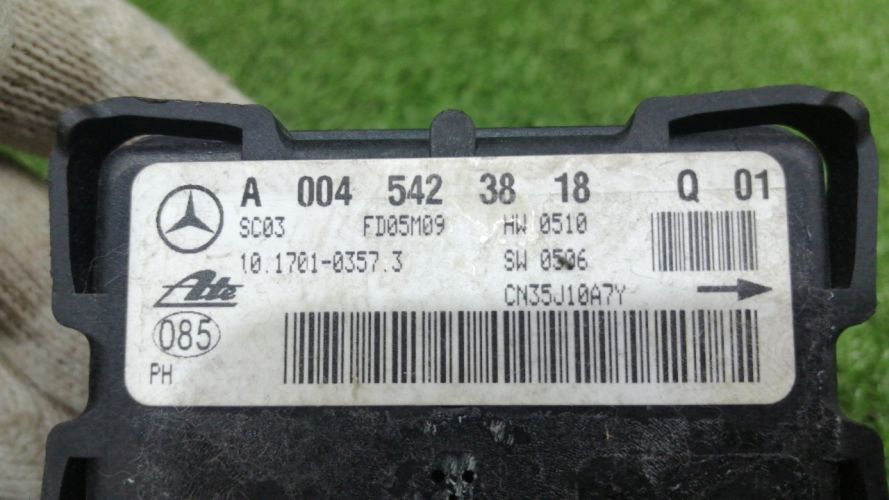 A 004 542 38 18 Q 01
SC03 FD05M09 HW 0510
10.1701-0357.3 SW 0506
Ate CN35J10A7Y
085
PH